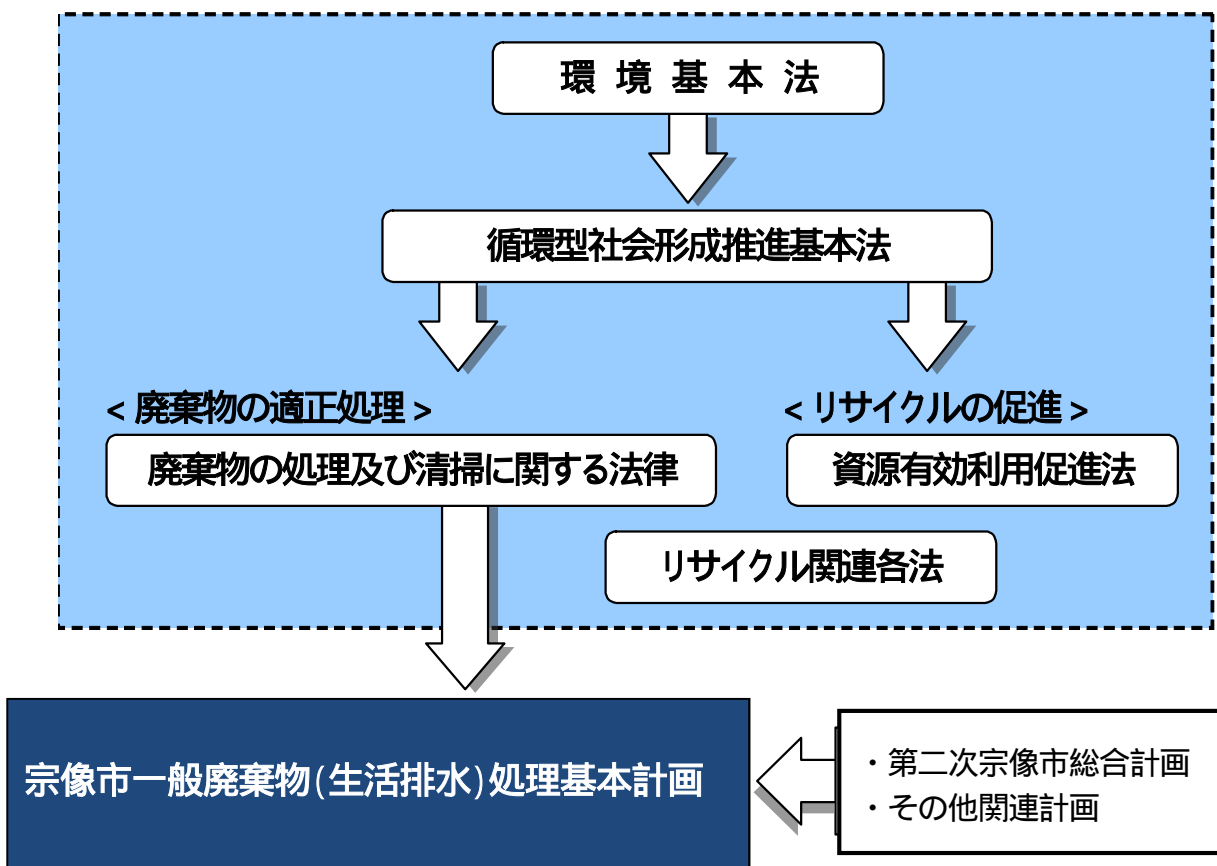 環境基本法
循環型社会形成推進基本法
<廃棄物の適正処理>
<リサイクルの促進>
廃棄物の処理及び清掃に関する法律
資源有効利用促進法
リサイクル関連各法
宗像市一般廃棄物(生活排水)処理基本計画
・第二次宗像市総合計画
・その他関連計画